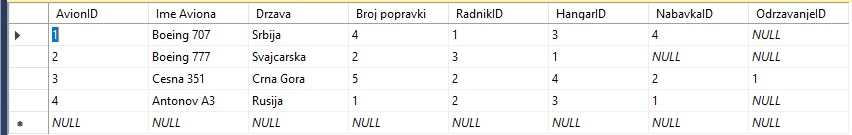 AvionID Ime Aviona Drzava Broj popravki RadnikID HangarID NabavkaID OdrzavanjeID
1 Boeing 707 Srbija 4 1 3 4 NULL
2 Boeing 777 Svajcarska 2 3 1 NULL NULL
3 Cesna 351 Crna Gora 5 2 4 2 1
4 Antonov A3 Rusija 1 2 3 1 NULL
NULL NULL NULL NULL NULL NULL NULL NULL